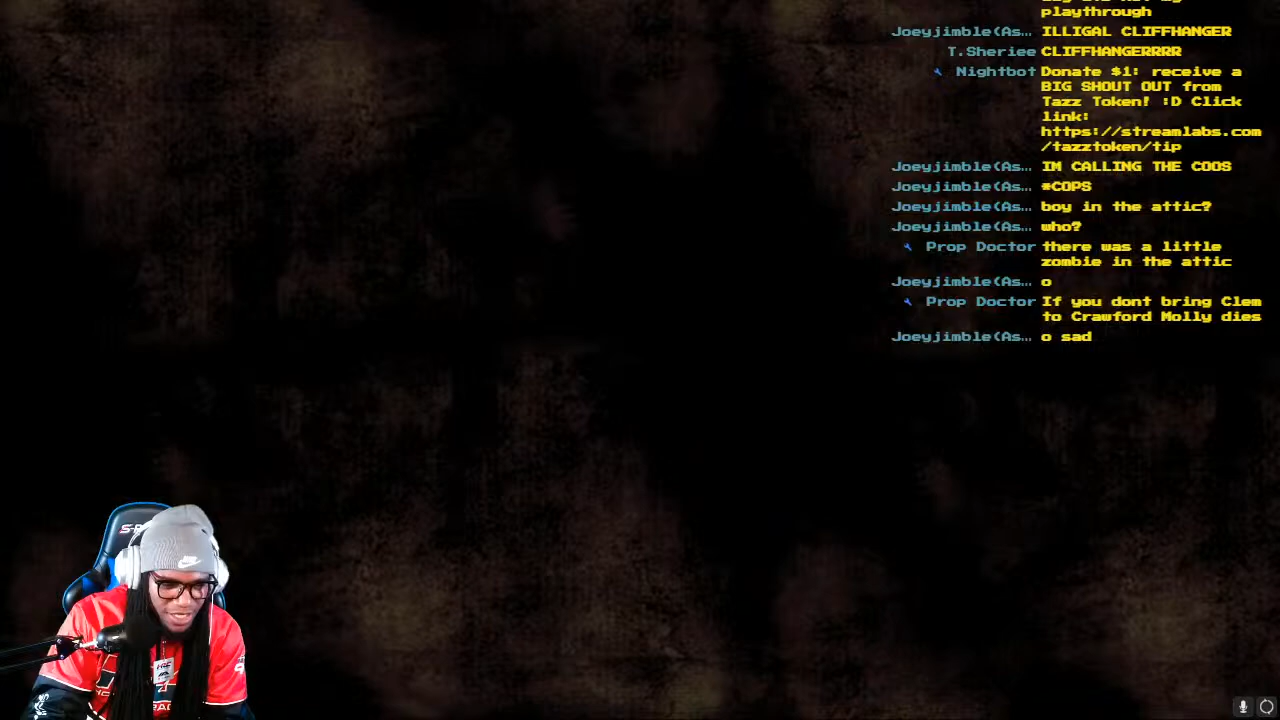 playthrough
Joeyjimble(As… ILLIGAL CLIFFHANGER
T.Sheriee CLIFFHANGERRRR
Nightbot Donate $1: receive a
BIG SHOUT OUT from
Tazz Token! :D Click
link:
https://streamlabs.com
/tazztoken/tip
Joeyjimble(As… IM CALLING THE COOS
Joeyjimble(As… *COPS
Joeyjimble(As… boy in the attic?
Joeyjimble(As… who?
Prop Doctor there was a little
zombie in the attic
Joeyjimble(As… o
Prop Doctor If you dont bring Clem
to Crawford Molly dies
Joeyjimble(As… o sad